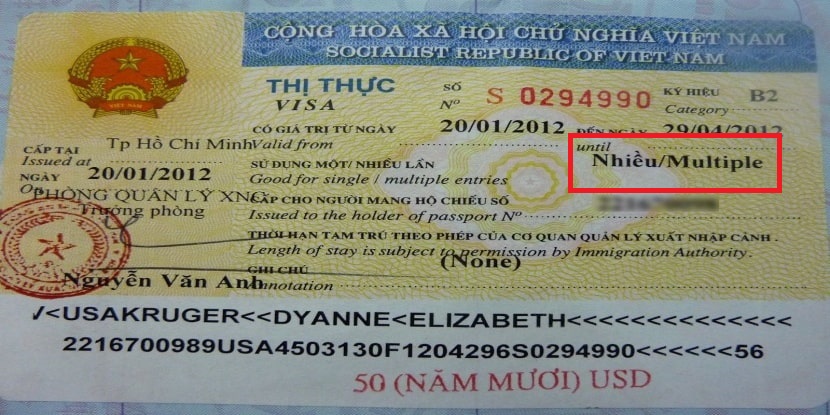 CỘNG HÒA XÃ HỘI CHỦ NGHĨA VIỆT NAM
SOCIALIST REPUBLIC OF VIET NAM
VIỆT NAM
THỊ THỰC SỐ S 0294990 KÝ HIỆU B2
VISA Nº Category
CẤP TẠI Tp Hồ Chí Minh CÓ GIÁ TRỊ TỪ NGÀY 20/01/2012 ĐẾN NGÀY 29/04/2012
Issued at Valid from until
NGÀY 20/01/2012 SỬ DỤNG MỘT/ NHIỀU LẦN Nhiều/Multiple
On Good for single / multiple entries
PHÒNG QUẢN LÝ XNC CẤP CHO NGƯỜI MANG HỘ CHIẾU SỐ
Trưởng phòng Issued to the holder of passport Nº
THỜI HẠN TẠM TRÚ THEO PHÉP CỦA CƠ QUAN QUẢN LÝ XUẤT NHẬP CẢNH .
Length of stay is subject to permission by Immigration Authority.
GHI CHÚ (None)
Nguyễn Văn Anh Annotation
V<USAKRUGER<<DYANNE<ELIZABETH<<<<<<<<<<<<<<<
2216700989USA4503130F1204296S0294990<<<<<<56
50 (NĂM MƯƠI) USD